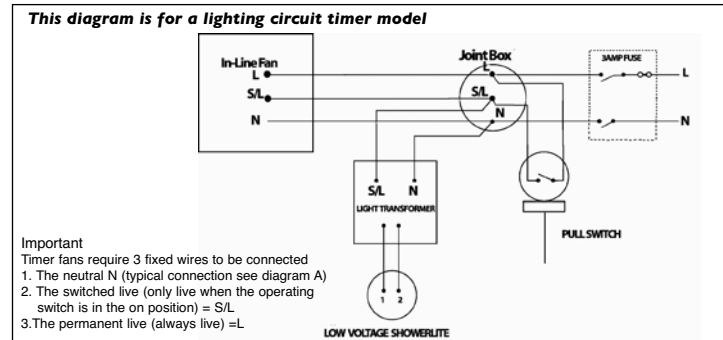 This diagram is for a lighting circuit timer model
In-Line Fan
L
S/L
N
Joint Box
L
S/L
N
3AMP FUSE
L
N
S/L N
LIGHT TRANSFORMER
PULL SWITCH
1 2
LOW VOLTAGE SHOWERLITE
Important
Timer fans require 3 fixed wires to be connected
1. The neutral N (typical connection see diagram A)
2. The switched live (only live when the operating
switch is in the on position) = S/L
3.The permanent live (always live) =L